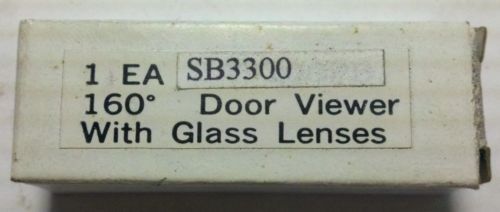 1 EA SB3300
160° Door Viewer
With Glass Lenses